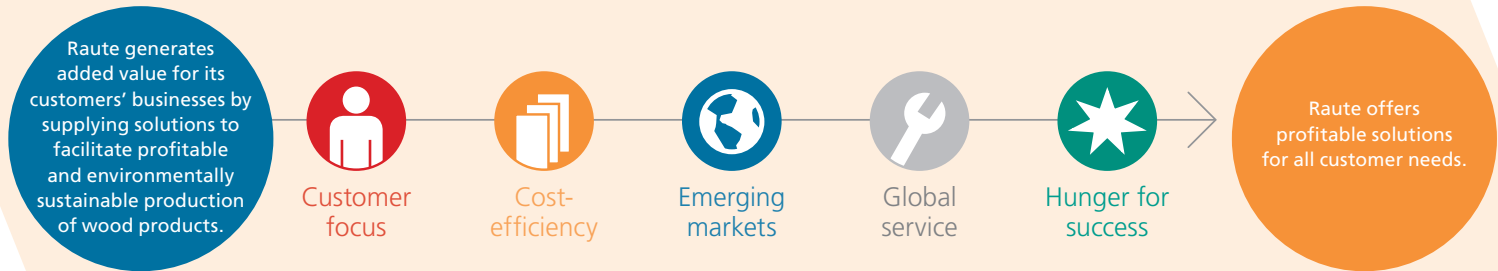 Raute generates
added value for its
customers’ businesses by
supplying solutions to
facilitate profitable
and environmentally
sustainable production
of wood products.
Customer
focus
Cost-
efficiency
Emerging
markets
Global
service
Hunger for
success
Raute offers
profitable solutions
for all customer needs.